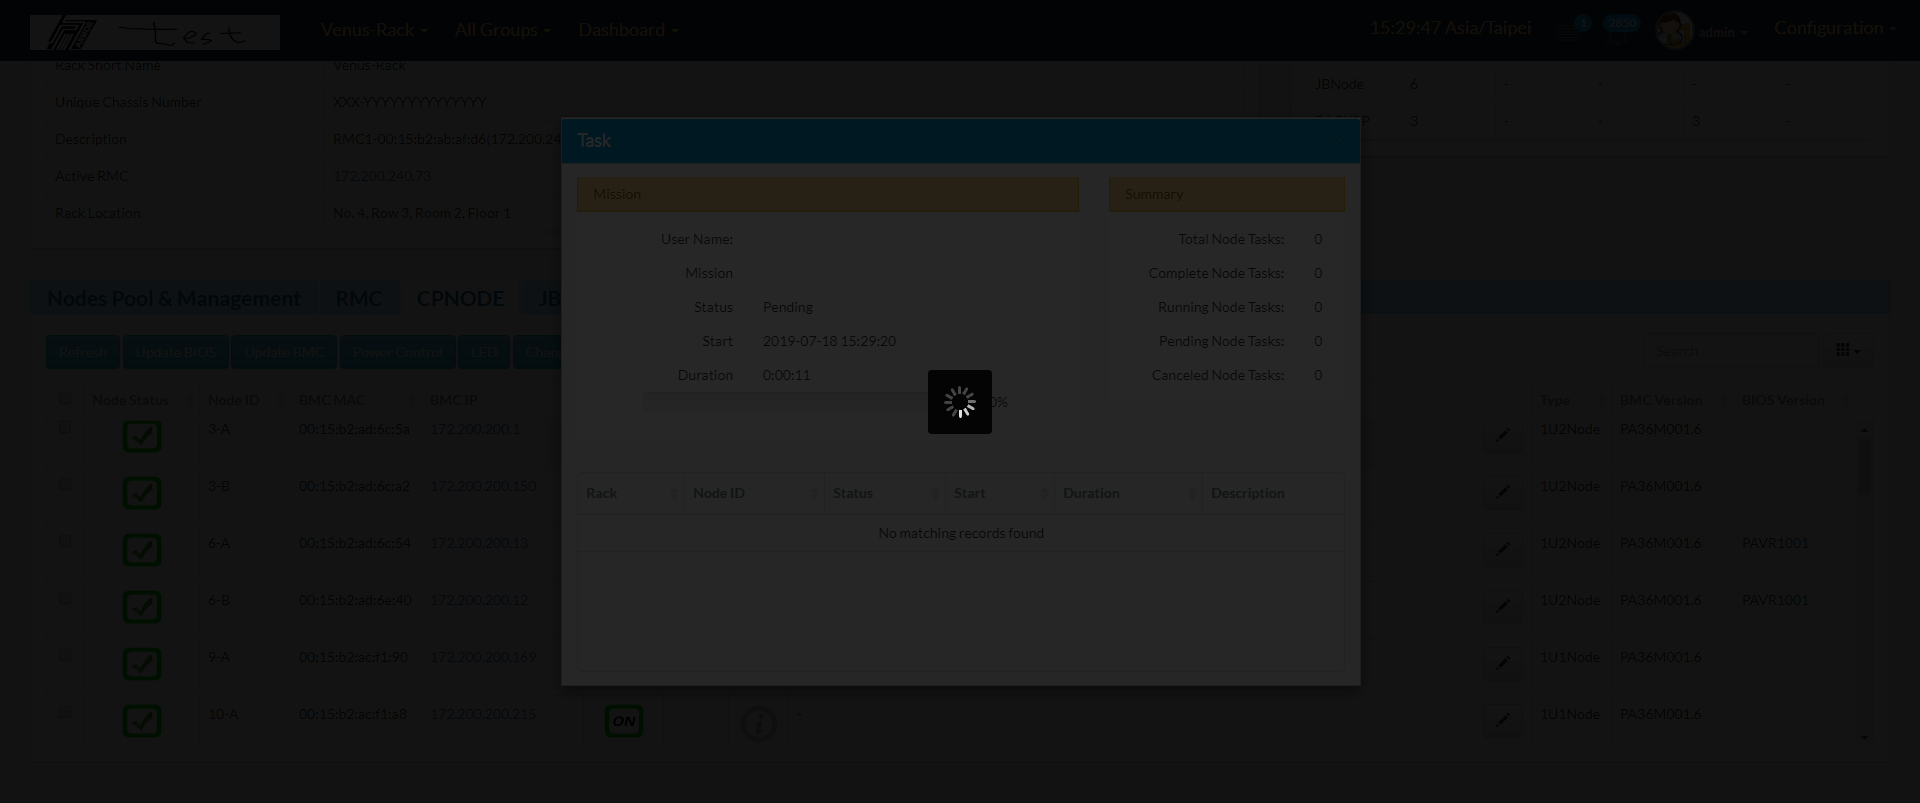 test
Venus-Rack
All Groups
Dashboard
15:29:47 Asia/Taipei
1
2850
admin
Configuration
Rack Short Name Venus-Rack
Unique Chassis Number XXX-YYYYYYYYYYYYYY
Description RMC1-00:15:b2:ab:af:d6(172.200.24
Active RMC 172.200.240.73
Rack Location No. 4, Row 3, Room 2, Floor 1
JBNode 6 - - - -
3 - - 3 -
Nodes Pool & Management RMC CPNODE JB
Refresh Update BIOS Update BMC Power Control LED Chan
Search
Node Status Node ID BMC MAC BMC IP Type BMC Version BIOS Version
3-A 00:15:b2:ad:6c:5a 172.200.200.1 1U2Node PA36M001.6
3-B 00:15:b2:ad:6c:a2 172.200.200.150 1U2Node PA36M001.6
6-A 00:15:b2:ad:6c:54 172.200.200.13 1U2Node PA36M001.6 PAVR1001
6-B 00:15:b2:ad:6e:40 172.200.200.12 1U2Node PA36M001.6 PAVR1001
9-A 00:15:b2:ac:f1:90 172.200.200.169 1U1Node PA36M001.6
10-A 00:15:b2:ac:f1:a8 172.200.200.215 ON - 1U1Node PA36M001.6
Task
Mission
User Name:
Mission
Status Pending
Start 2019-07-18 15:29:20
Duration 0:00:11
0%
Summary
Total Node Tasks: 0
Complete Node Tasks: 0
Running Node Tasks: 0
Pending Node Tasks: 0
Canceled Node Tasks: 0
Rack Node ID Status Start Duration Description
No matching records found